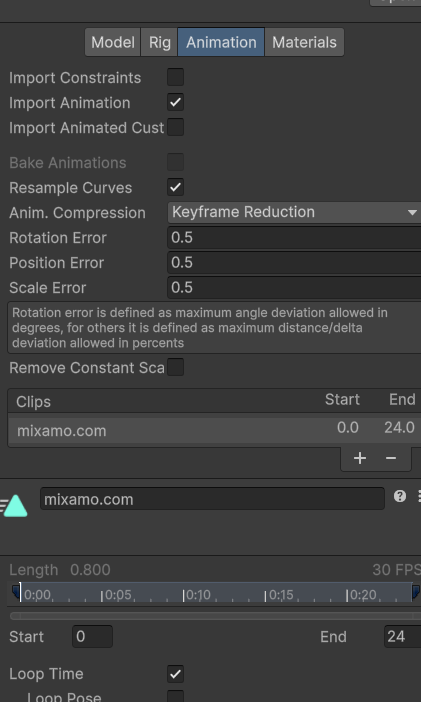 Model Rig Animation Materials
Import Constraints
Import Animation
Import Animated Cust
Bake Animations
Resample Curves
Anim. Compression Keyframe Reduction
Rotation Error 0.5
Position Error 0.5
Scale Error 0.5
Rotation error is defined as maximum angle deviation allowed in
degrees, for others it is defined as maximum distance/delta
deviation allowed in percents
Remove Constant Sca
Clips Start End
mixamo.com 0.0 24.0
+ −
mixamo.com
Length 0.800 30 FPS
0:00 0:05 0:10 0:15 0:20
Start 0 End 24
Loop Time
Loop Pose